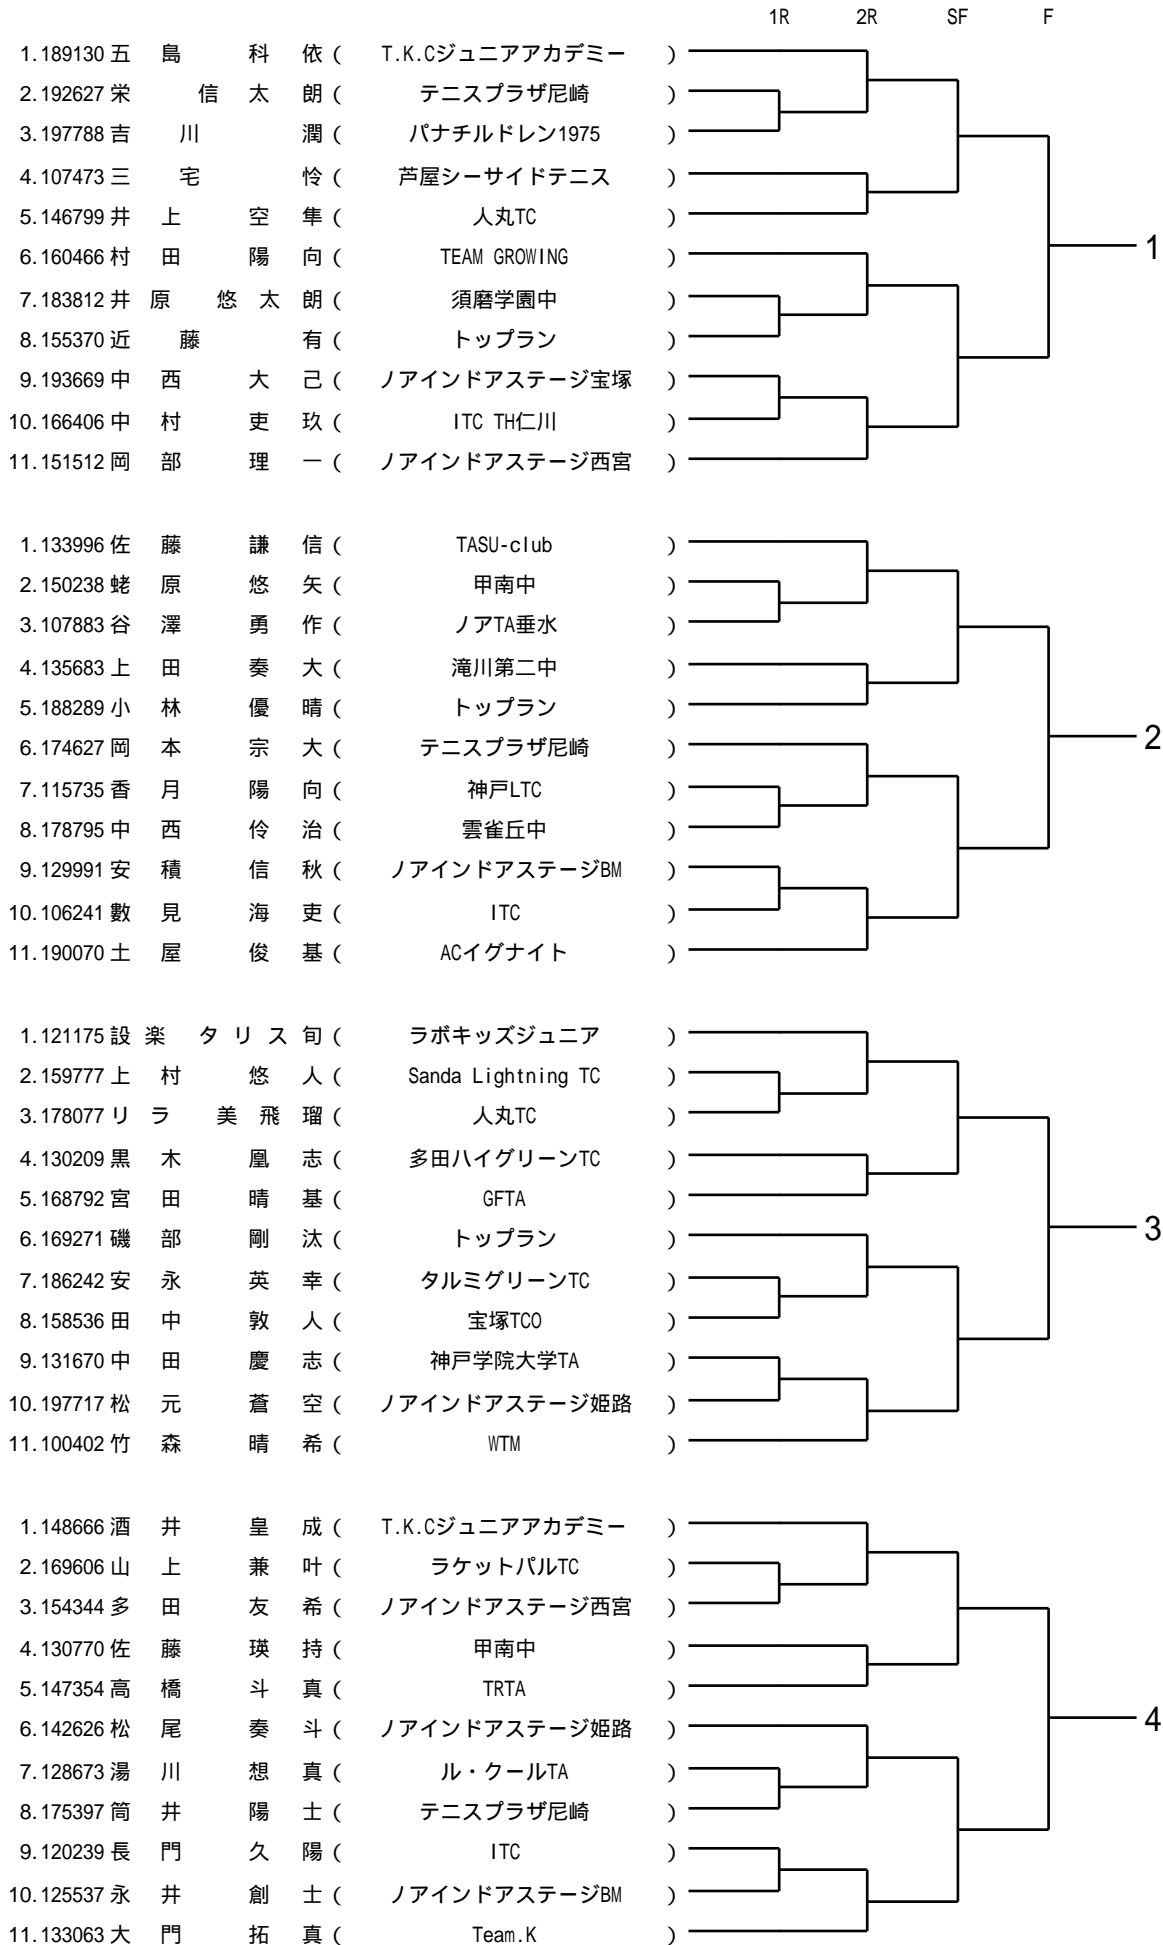 1R 2R SF F
1.189130 五島 科依 ( T.K.Cジュニアアカデミー )
2.192627 栄 信太朗 ( テニスプラザ尼崎 )
3.197788 吉川 潤 ( パナチルドレン1975 )
4.107473 三宅 怜 ( 芦屋シーサイドテニス )
5.146799 井上 空隼 ( 人丸TC )
6.160466 村田 陽向 ( TEAM GROWING )
1
7.183812 井原 悠太朗 ( 須磨学園中 )
8.155370 近藤 有 ( トップラン )
9.193669 中西 大己 ( ノアインドアステージ宝塚 )
10.166406 中村 吏玖 ( ITC TH仁川 )
11.151512 岡部 理一 ( ノアインドアステージ西宮 )
1.133996 佐藤 謙信 ( TASU-club )
2.150238 蛯原 悠矢 ( 甲南中 )
3.107883 谷澤 勇作 ( ノアTA垂水 )
4.135683 上田 奏大 ( 滝川第二中 )
5.188289 小林 優晴 ( トップラン )
6.174627 岡本 宗大 ( テニスプラザ尼崎 )
2
7.115735 香月 陽向 ( 神戸LTC )
8.178795 中西 伶治 ( 雲雀丘中 )
9.129991 安積 信秋 ( ノアインドアステージBM )
10.106241 數見 海吏 ( ITC )
11.190070 土屋 俊基 ( ACイグナイト )
1.121175 設楽 タリス旬 ( ラボキッズジュニア )
2.159777 上村 悠人 ( Sanda Lightning TC )
3.178077 リラ 美飛瑠 ( 人丸TC )
4.130209 黒木 凰志 ( 多田ハイグリーンTC )
5.168792 宮田 晴基 ( GFTA )
6.169271 磯部 剛汰 ( トップラン )
3
7.186242 安永 英幸 ( タルミグリーンTC )
8.158536 田中 敦人 ( 宝塚TCO )
9.131670 中田 慶志 ( 神戸学院大学TA )
10.197717 松元 蒼空 ( ノアインドアステージ姫路 )
11.100402 竹森 晴希 ( WTM )
1.148666 酒井 皇成 ( T.K.Cジュニアアカデミー )
2.169606 山上 兼叶 ( ラケットパルTC )
3.154344 多田 友希 ( ノアインドアステージ西宮 )
4.130770 佐藤 瑛持 ( 甲南中 )
5.147354 高橋 斗真 ( TRTA )
6.142626 松尾 奏斗 ( ノアインドアステージ姫路 )
4
7.128673 湯川 想真 ( ル・クールTA )
8.175397 筒井 陽士 ( テニスプラザ尼崎 )
9.120239 長門 久陽 ( ITC )
10.125537 永井 創士 ( ノアインドアステージBM )
11.133063 大門 拓真 ( Team.K )